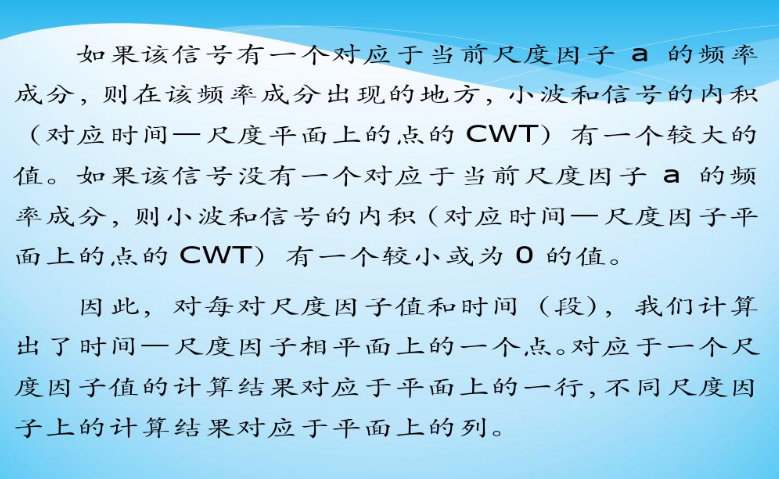 如果该信号有一个对应于当前尺度因子 a 的频率
成分，则在该频率成分出现的地方，小波和信号的内积
（对应时间—尺度平面上的点的 CWT）有一个较大的
值。如果该信号没有一个对应于当前尺度因子 a 的频
率成分，则小波和信号的内积（对应时间—尺度因子平
面上的点的 CWT）有一个较小或为 0 的值。
因此，对每对尺度因子值和时间（段），我们计算
出了时间—尺度因子相平面上的一个点。对应于一个尺
度因子值的计算结果对应于平面上的一行，不同尺度因
子上的计算结果对应于平面上的列。